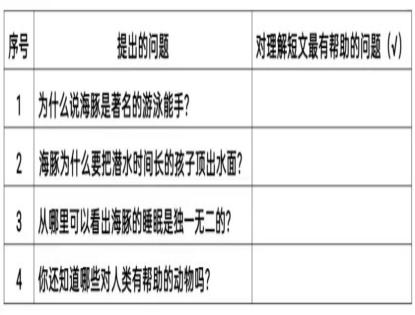 序号 提出的问题 对理解短文最有帮助的问题（√）
1 为什么说海豚是著名的游泳能手？
2 海豚为什么要把潜水时间长的孩子顶出水面？
3 从哪里可以看出海豚的睡眠是独一无二的？
4 你还知道哪些对人类有帮助的动物吗？